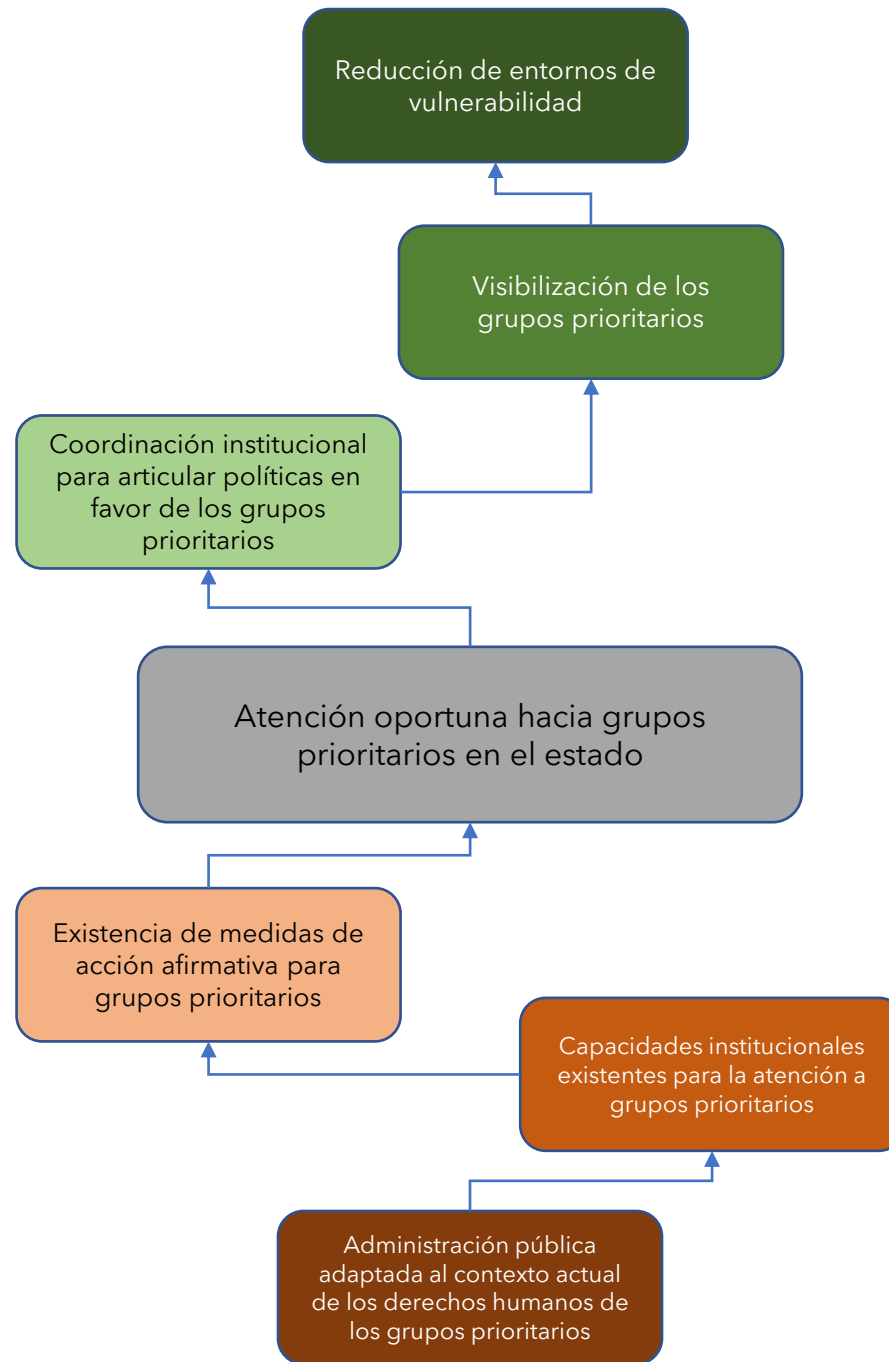 Reducción de entornos de
vulnerabilidad
Visibilización de los
grupos prioritarios
Coordinación institucional
para articular políticas en
favor de los grupos
prioritarios
Atención oportuna hacia grupos
prioritarios en el estado
Existencia de medidas de
acción afirmativa para
grupos prioritarios
Capacidades institucionales
existentes para la atención a
grupos prioritarios
Administración pública
adaptada al contexto actual
de los derechos humanos de
los grupos prioritarios